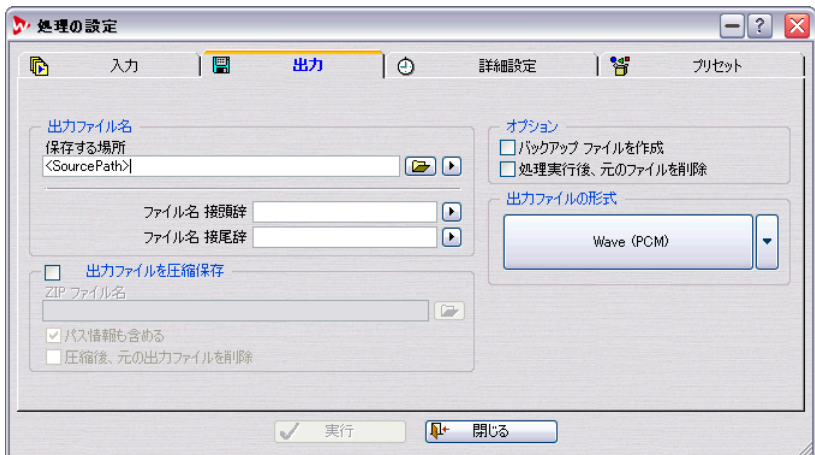 処理の設定
入力
出力
詳細設定
プリセット
出力ファイル名
保存する場所
<SourcePath>
ファイル名 接頭辞
ファイル名 接尾辞
出力ファイルを圧縮保存
ZIP ファイル名
パス情報も含める
圧縮後、元の出力ファイルを削除
オプション
バックアップ ファイルを作成
処理実行後、元のファイルを削除
出力ファイルの形式
Wave (PCM)
実行
閉じる